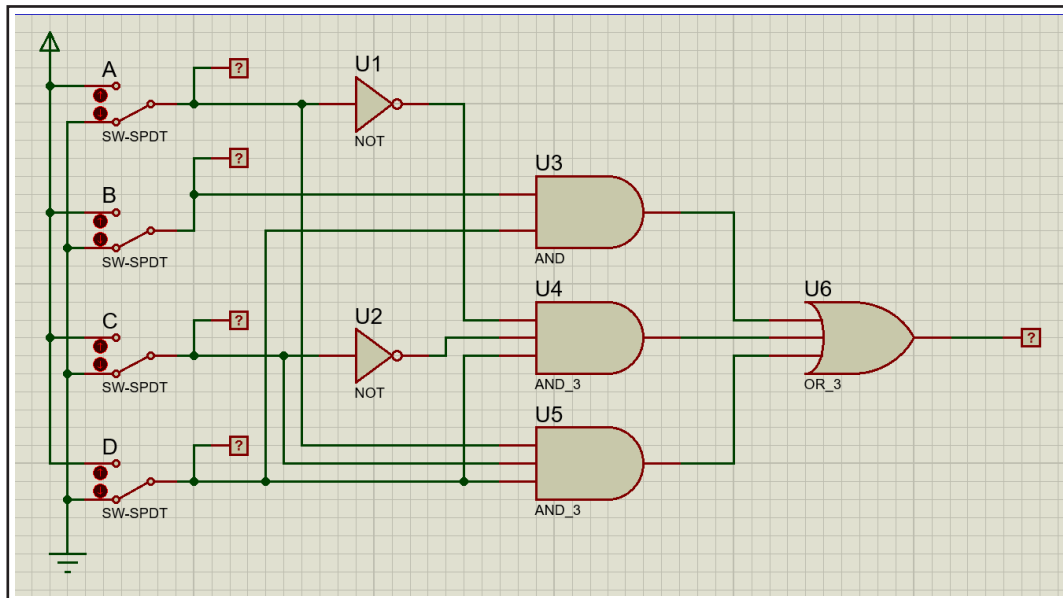 A
?
U1
SW-SPDT
NOT
?
B
U3
SW-SPDT
AND
C
?
U2
U4
U6
?
SW-SPDT
NOT
AND_3
OR_3
D
?
U5
SW-SPDT
AND_3